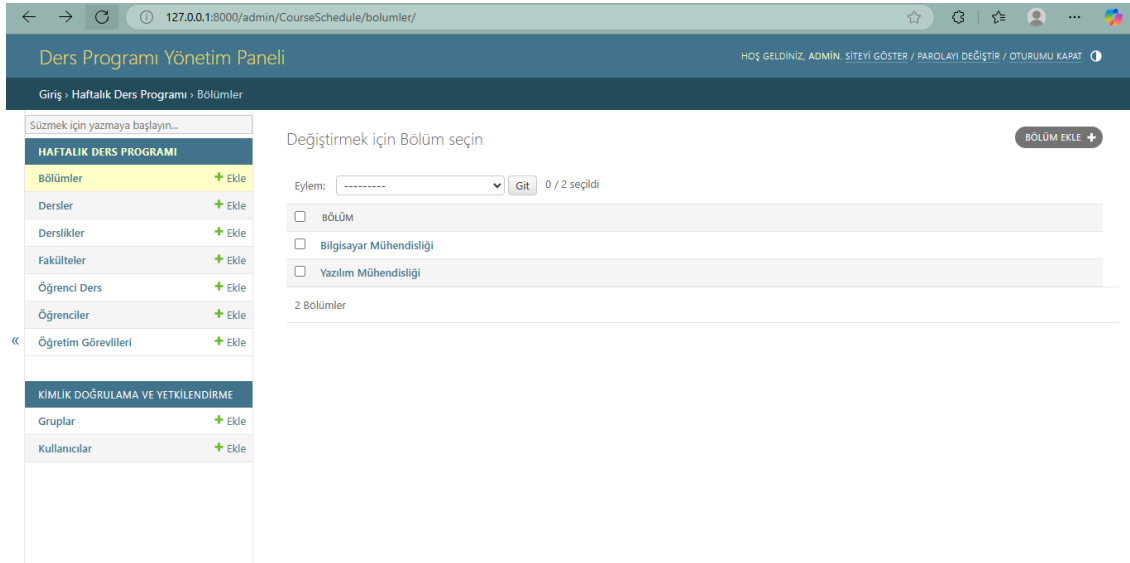 127.0.0.1:8000/admin/CourseSchedule/bolumler/
Ders Programı Yönetim Paneli
HOŞ GELDİNİZ, ADMIN. SİTEYİ GÖSTER / PAROLAYI DEĞİŞTİR / OTURUMU KAPAT
Giriş › Haftalık Ders Programı › Bölümler
Süzmek için yazmaya başlayın...
HAFTALIK DERS PROGRAMI
Bölümler + Ekle
Dersler + Ekle
Derslikler + Ekle
Fakülteler + Ekle
Öğrenci Ders + Ekle
Öğrenciler + Ekle
Öğretim Görevlileri + Ekle
«
KİMLİK DOĞRULAMA VE YETKİLENDİRME
Gruplar + Ekle
Kullanıcılar + Ekle
Değiştirmek için Bölüm seçin
BÖLÜM EKLE +
Eylem: --------- Git 0 / 2 seçildi
BÖLÜM
Bilgisayar Mühendisliği
Yazılım Mühendisliği
2 Bölümler